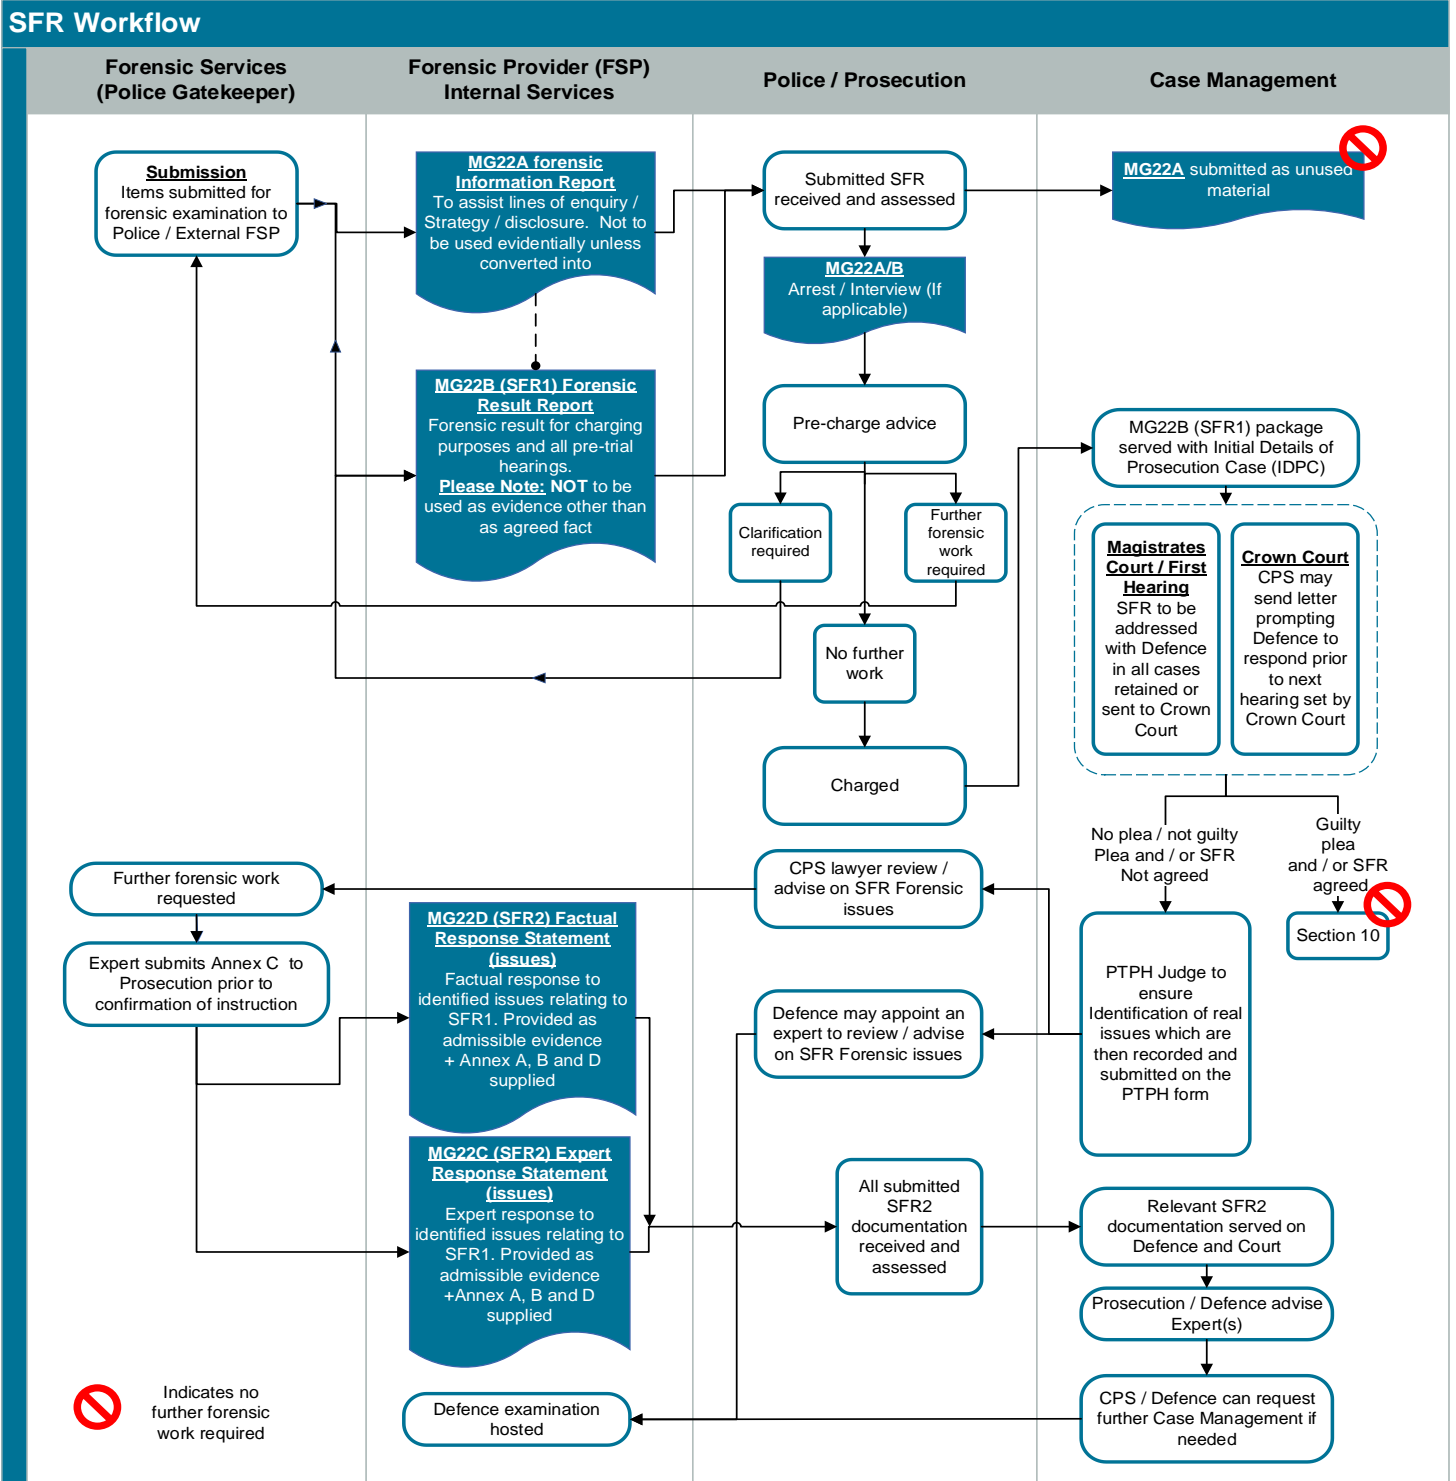 SFR Workflow
Forensic Services
(Police Gatekeeper)
Forensic Provider (FSP)
Internal Services
Police / Prosecution
Case Management
Submission
Items submitted for
forensic examination to
Police / External FSP
MG22A forensic
Information Report
To assist lines of enquiry /
Strategy / disclosure.  Not to
be used evidentially unless
converted into
Submitted SFR
received and assessed
MG22A submitted as unused
material
MG22A/B
Arrest / Interview (If
applicable)
MG22B (SFR1) Forensic
Result Report
Forensic result for charging
purposes and all pre-trial
hearings.
Please Note: NOT to be
used as evidence other than
as agreed fact
Pre-charge advice
MG22B (SFR1) package
served with Initial Details of
Prosecution Case (IDPC)
Clarification
required
Further
forensic
work
required
Magistrates
Court / First
Hearing
SFR to be
addressed
with Defence
in all cases
retained or
sent to Crown
Court
Crown Court
CPS may
send letter
prompting
Defence to
respond prior
to next
hearing set by
Crown Court
No further
work
Charged
No plea / not guilty
Plea and / or SFR
Not agreed
Guilty
plea
and / or SFR
agreed
Further forensic work
requested
CPS lawyer review /
advise on SFR Forensic
issues
Section 10
Expert submits Annex C  to
Prosecution prior to
confirmation of instruction
MG22D (SFR2) Factual
Response Statement
(issues)
Factual response to
identified issues relating to
SFR1. Provided as
admissible evidence
+ Annex A, B and D
supplied
Defence may appoint an
expert to review / advise
on SFR Forensic issues
PTPH Judge to
ensure
Identification of real
issues which are
then recorded and
submitted on the
PTPH form
MG22C (SFR2) Expert
Response Statement
(issues)
Expert response to
identified issues relating to
SFR1. Provided as
admissible evidence
+Annex A, B and D
supplied
All submitted
SFR2
documentation
received and
assessed
Relevant SFR2
documentation served on
Defence and Court
Prosecution / Defence advise
Expert(s)
Indicates no
further forensic
work required
Defence examination
hosted
CPS / Defence can request
further Case Management if
needed